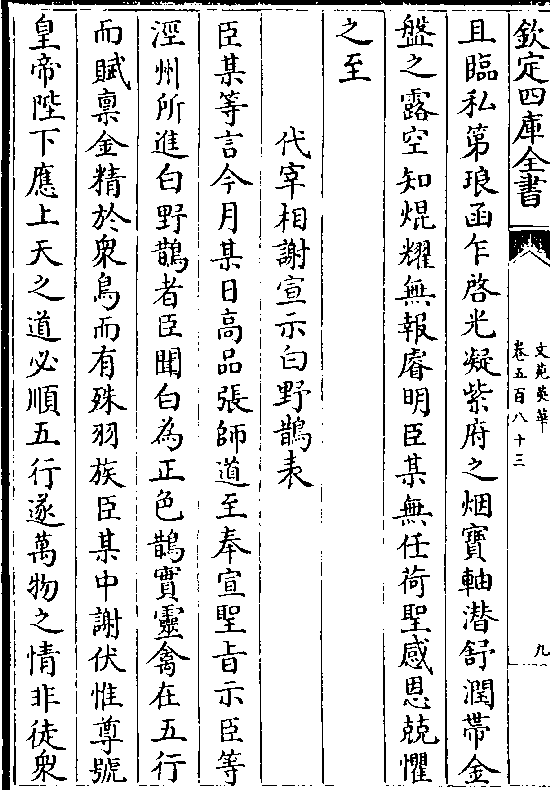 欽定四庫全書
文苑英華
卷五百八十三
九
且臨私第琅函乍啓光凝紫府之烟寶軸潛舒潤帶金
盤之露空知焜耀無報睿明臣某無任荷聖感恩兢懼
之至
代宰相謝宣示白野鵲表
臣某等言今月某日高品張師道至奉宣聖旨示臣等
涇州所進白野鵲者臣聞白為正色鵲實靈禽在五行
而賦禀金精於衆鳥而有殊羽族臣某中謝伏惟尊號
皇帝陛下應上天之道必順五行遂萬物之情非徒衆